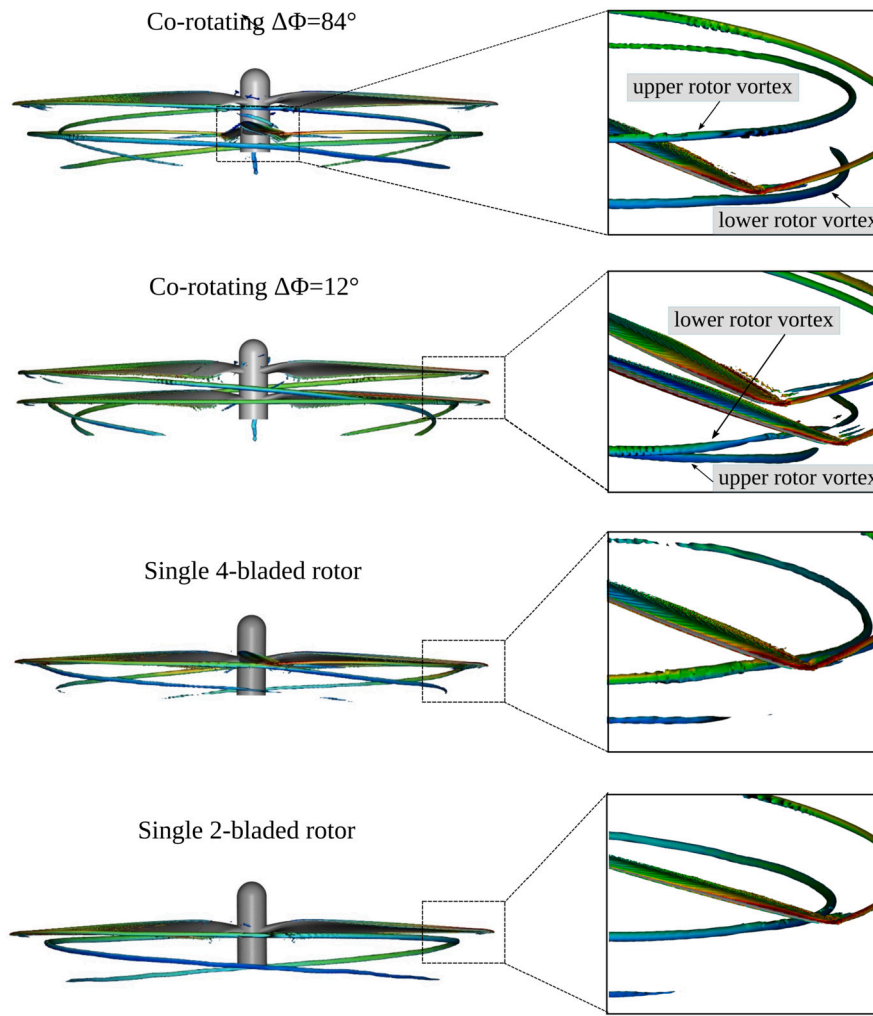 Co-rotating ΔΦ=84°
upper rotor vortex
lower rotor vortex
Co-rotating ΔΦ=12°
lower rotor vortex
upper rotor vortex
Single 4-bladed rotor
Single 2-bladed rotor